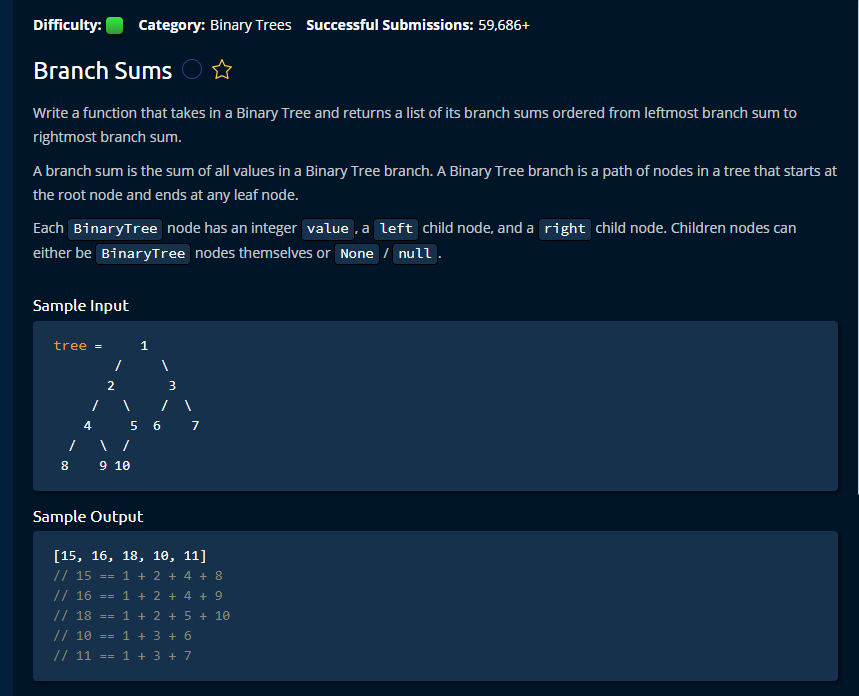 Difficulty: Category: Binary Trees Successful Submissions: 59,686+
Branch Sums
Write a function that takes in a Binary Tree and returns a list of its branch sums ordered from leftmost branch sum to
rightmost branch sum.
A branch sum is the sum of all values in a Binary Tree branch. A Binary Tree branch is a path of nodes in a tree that starts at
the root node and ends at any leaf node.
Each BinaryTree node has an integer value , a left child node, and a right child node. Children nodes can
either be BinaryTree nodes themselves or None / null .
Sample Input
tree =     1
        /     \
       2       3
     /   \    /  \
    4     5  6    7
  /   \  /
 8    9 10
Sample Output
[15, 16, 18, 10, 11]
// 15 == 1 + 2 + 4 + 8
// 16 == 1 + 2 + 4 + 9
// 18 == 1 + 2 + 5 + 10
// 10 == 1 + 3 + 6
// 11 == 1 + 3 + 7